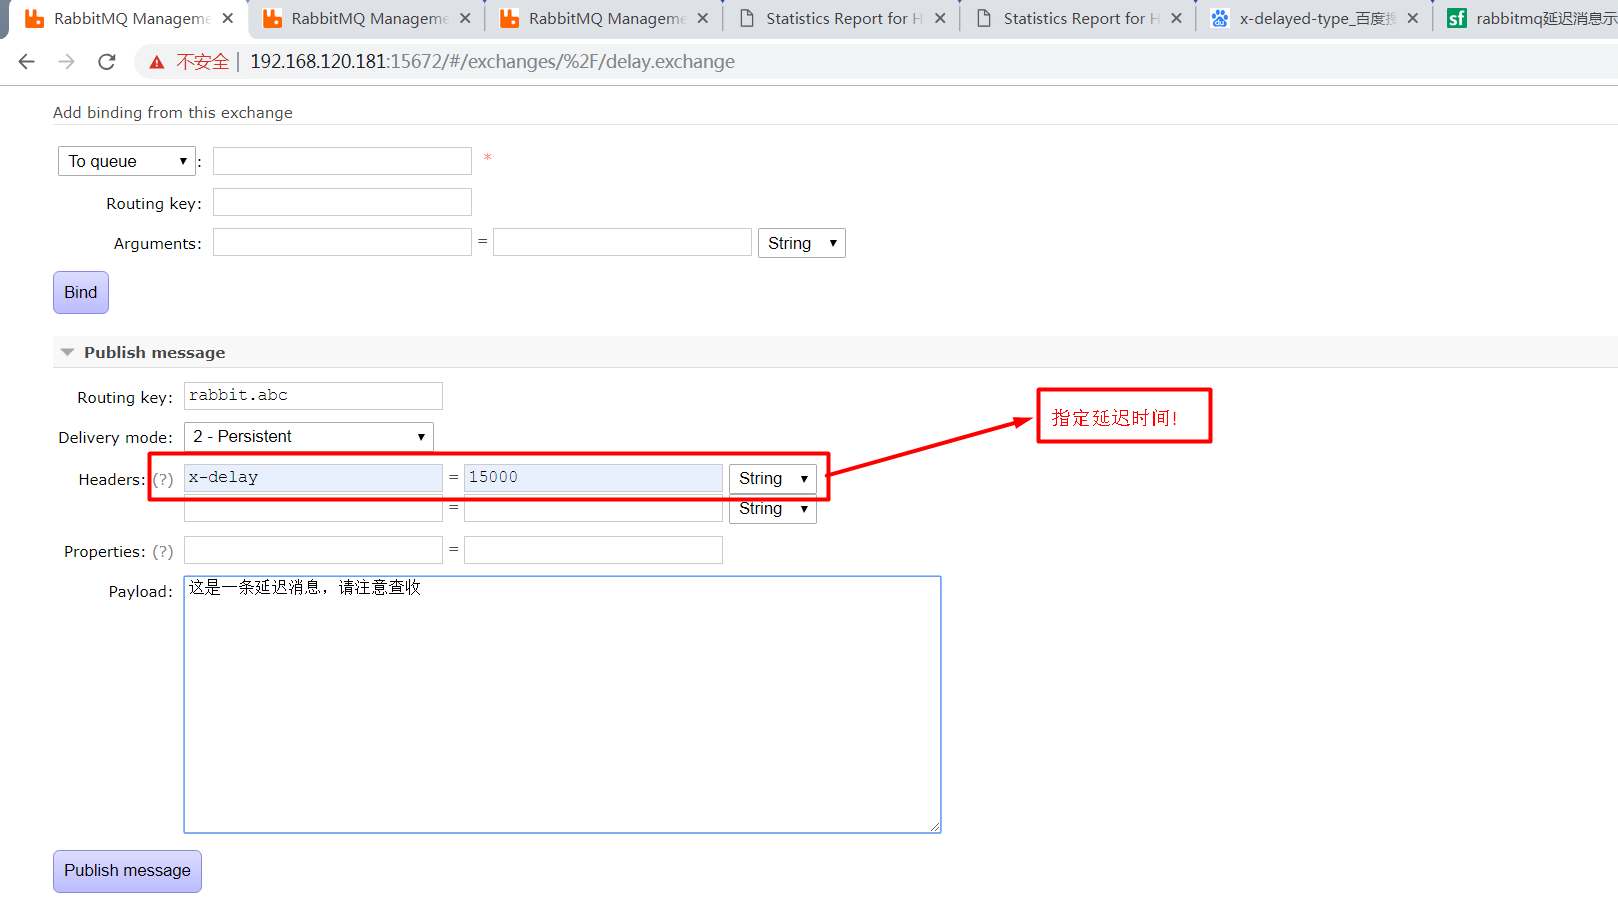 RabbitMQ Manageme
RabbitMQ Manageme
RabbitMQ Manageme
Statistics Report for H
Statistics Report for H
x-delayed-type_百度搜
rabbitmq延迟消息示
不安全 192.168.120.181:15672/#/exchanges/%2F/delay.exchange
Add binding from this exchange
To queue : *
Routing key:
Arguments: = String
Bind
Publish message
Routing key: rabbit.abc
Delivery mode: 2 - Persistent
指定延迟时间!
Headers: (?) x-delay = 15000 String
= String
Properties: (?) =
Payload: 这是一条延迟消息，请注意查收
Publish message